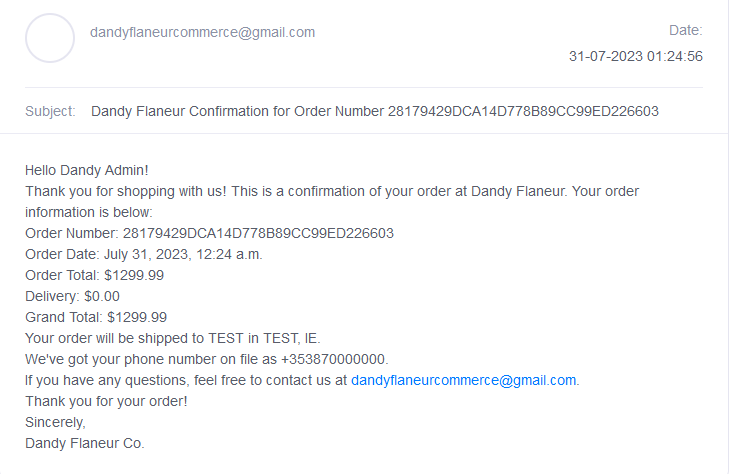 dandyflaneurcommerce@gmail.com
Date:
31-07-2023 01:24:56
Subject: Dandy Flaneur Confirmation for Order Number 28179429DCA14D778B89CC99ED226603
Hello Dandy Admin!
Thank you for shopping with us! This is a confirmation of your order at Dandy Flaneur. Your order
information is below:
Order Number: 28179429DCA14D778B89CC99ED226603
Order Date: July 31, 2023, 12:24 a.m.
Order Total: $1299.99
Delivery: $0.00
Grand Total: $1299.99
Your order will be shipped to TEST in TEST, IE.
We've got your phone number on file as +353870000000.
If you have any questions, feel free to contact us at dandyflaneurcommerce@gmail.com.
Thank you for your order!
Sincerely,
Dandy Flaneur Co.